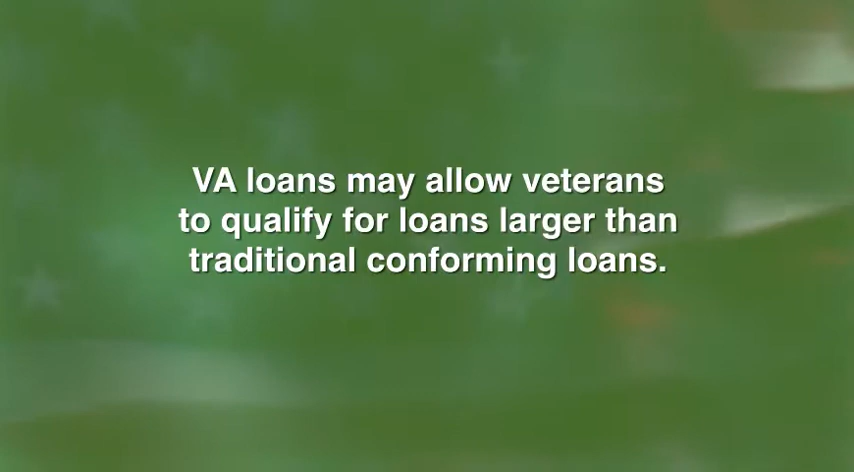 VA loans may allow veterans
to qualify for loans larger than
traditional conforming loans.